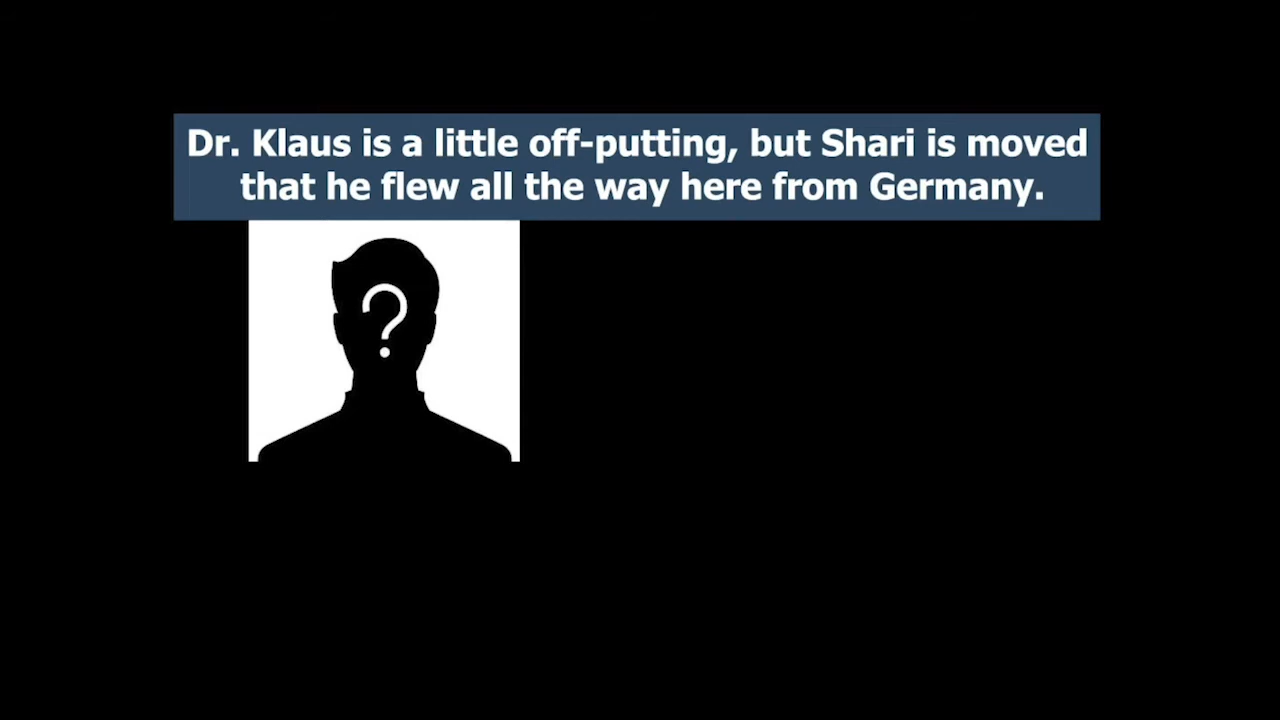 Dr. Klaus is a little off-putting, but Shari is moved
that he flew all the way here from Germany.
?